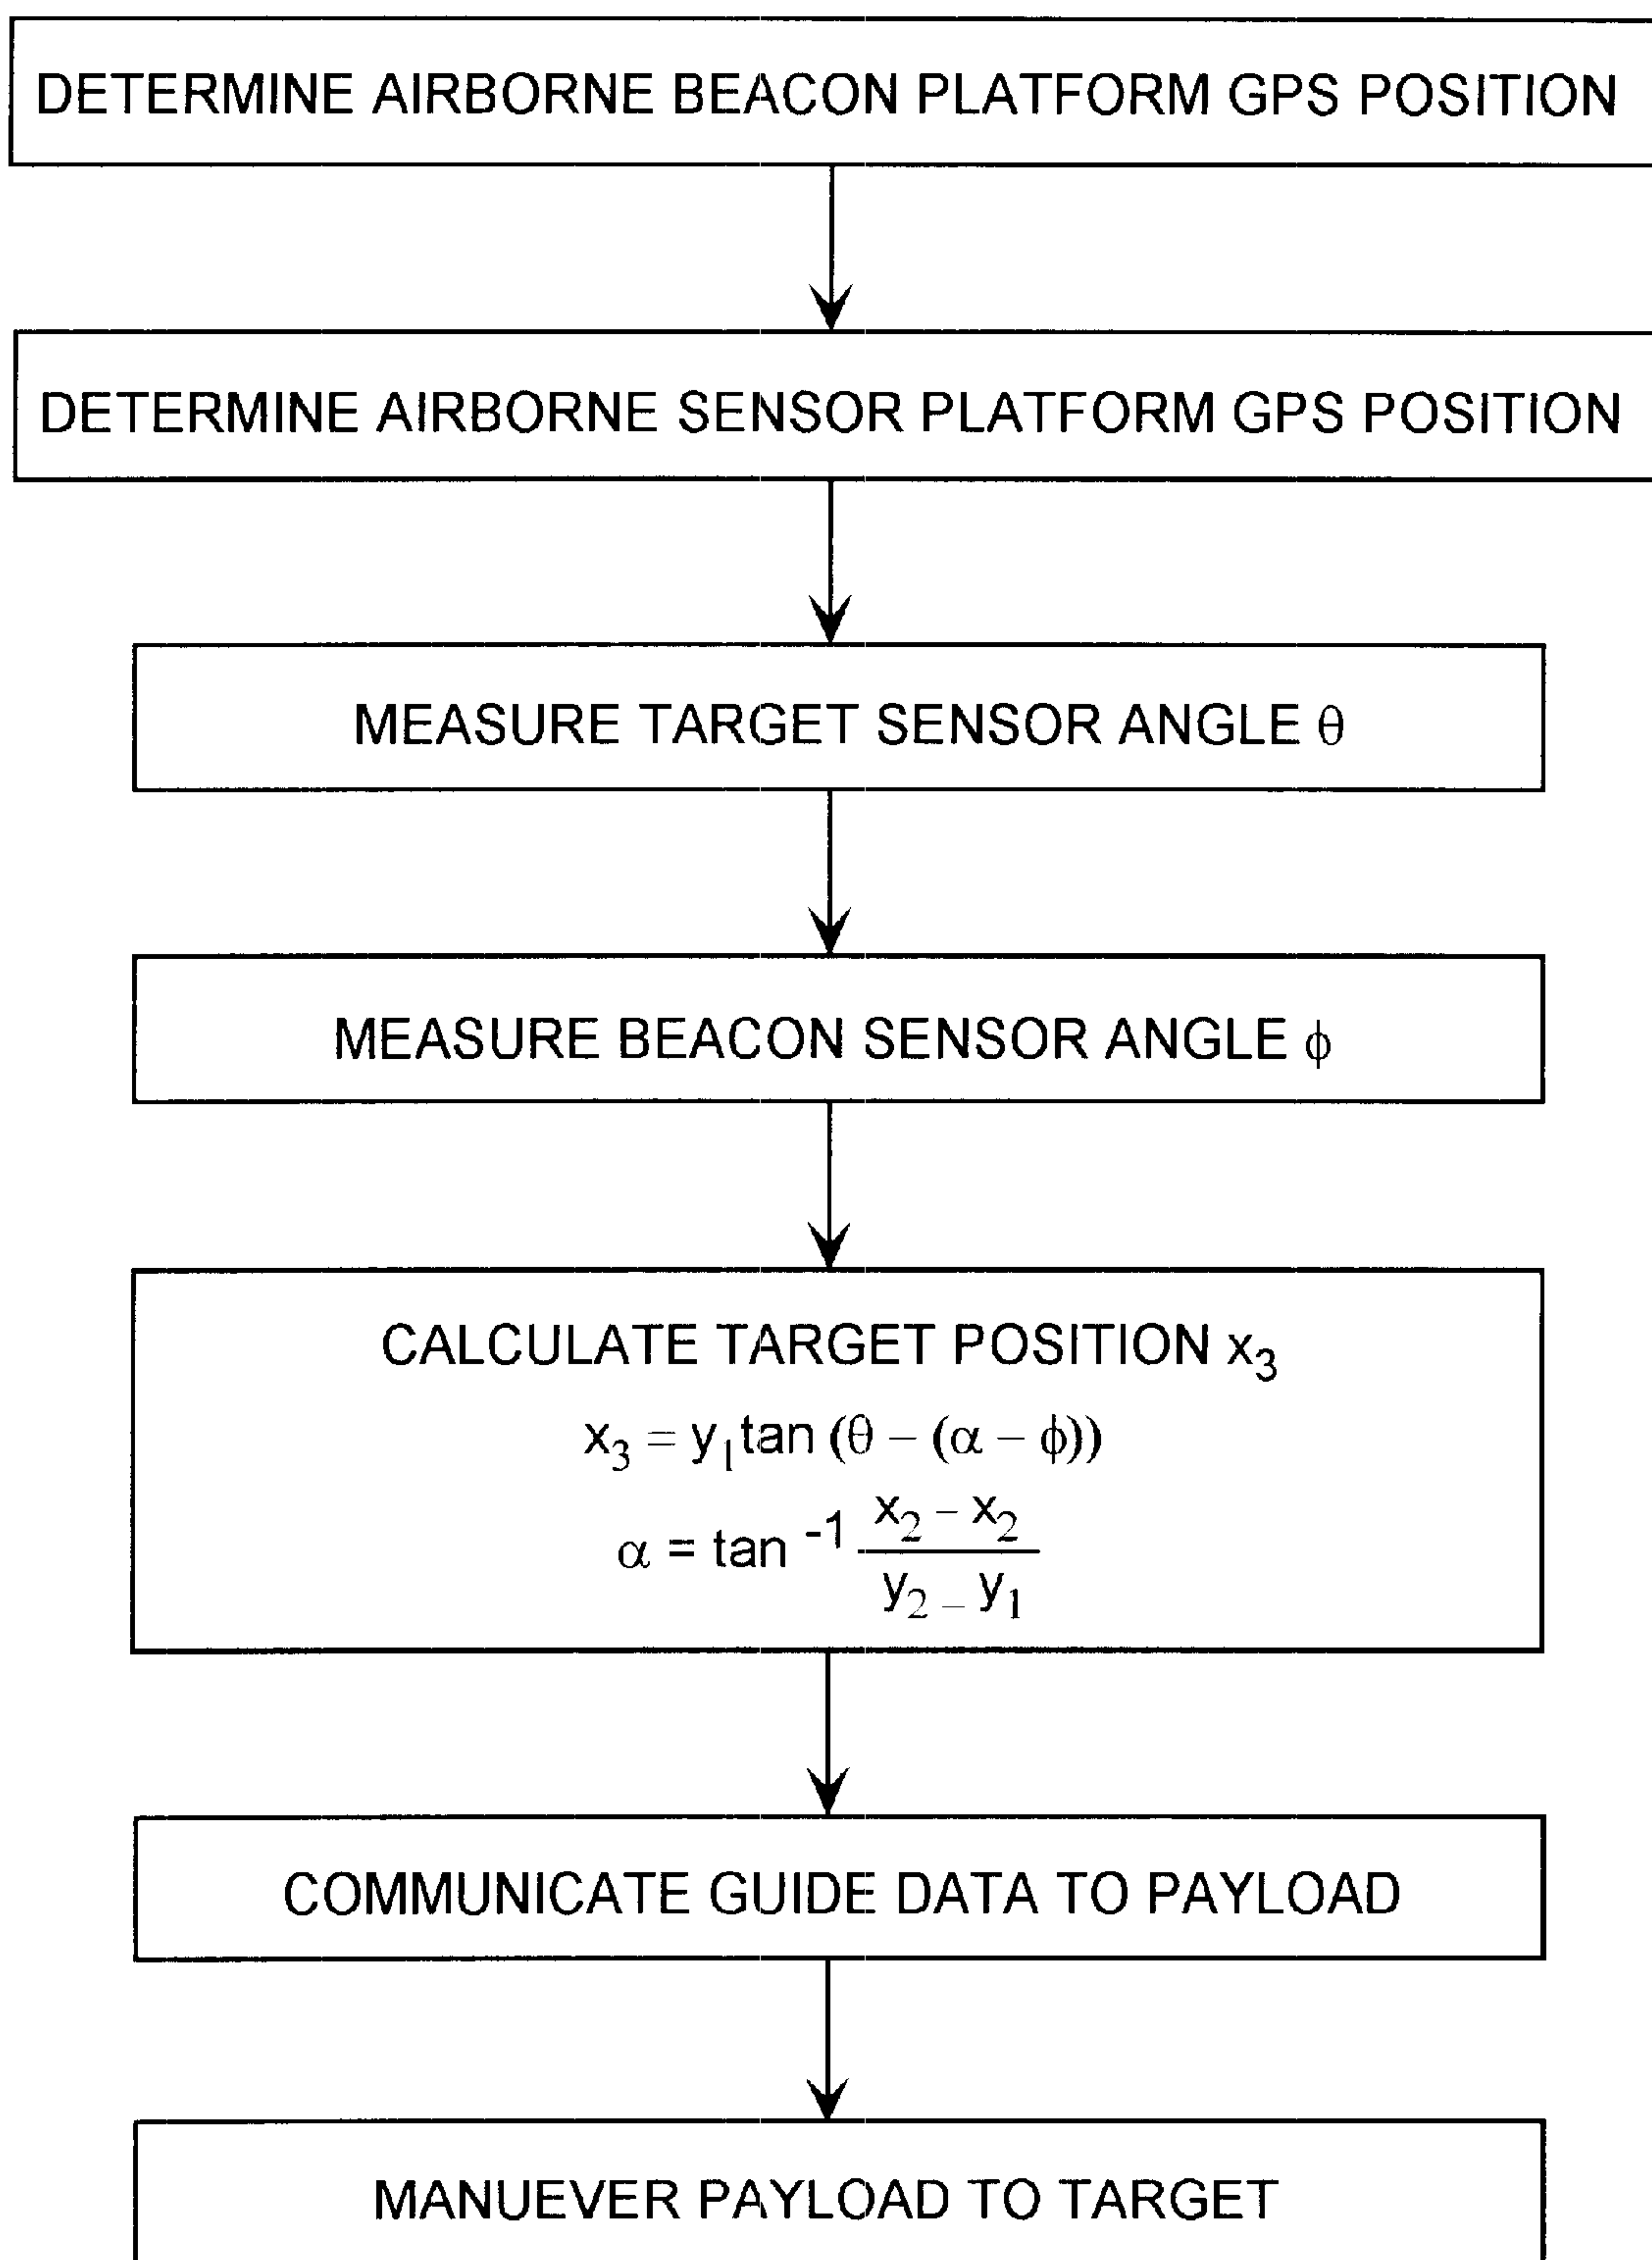 DETERMINE AIRBORNE BEACON PLATFORM GPS POSITION
DETERMINE AIRBORNE SENSOR PLATFORM GPS POSITION
MEASURE TARGET SENSOR ANGLE θ
MEASURE BEACON SENSOR ANGLE ϕ
CALCULATE TARGET POSITION x₃
x₃ = y₁tan (θ – (α – ϕ))
α = tan ⁻¹ (x₂ – x₂) / (y₂ – y₁)
COMMUNICATE GUIDE DATA TO PAYLOAD
MANUEVER PAYLOAD TO TARGET